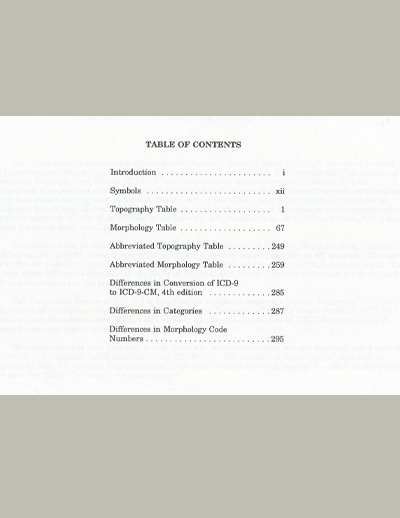 TABLE OF CONTENTS
Introduction . . . . . . . . . . . . . . . . . . . . . . . i
Symbols . . . . . . . . . . . . . . . . . . . . . . . . . . xii
Topography Table . . . . . . . . . . . . . . . . . . . 1
Morphology Table . . . . . . . . . . . . . . . . . . . 67
Abbreviated Topography Table . . . . . . . . . 249
Abbreviated Morphology Table . . . . . . . . . 259
Differences in Conversion of ICD-9
to ICD-9-CM, 4th edition . . . . . . . . . . . . . 285
Differences in Categories . . . . . . . . . . . . . 287
Differences in Morphology Code
Numbers . . . . . . . . . . . . . . . . . . . . . . . . . . 295